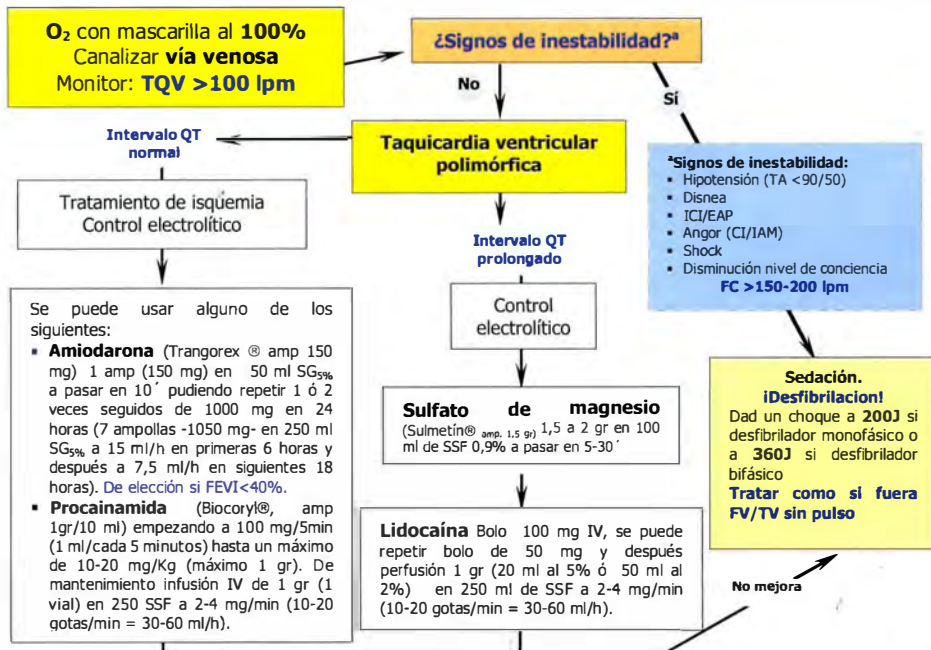 O2 con mascarilla al 100%
Canalizar vía venosa
Monitor: TQV >100 lpm
¿Signos de inestabilidad?ª
No
Sí
Intervalo QT
normal
Taquicardia ventricular
polimórfica
ªSignos de inestabilidad:
▪ Hipotensión (TA <90/50)
▪ Disnea
▪ ICI/EAP
▪ Angor (CI/IAM)
▪ Shock
▪ Disminución nivel de conciencia
FC >150-200 lpm
Tratamiento de isquemia
Control electrolítico
Intervalo QT
prolongado
Control
electrolítico
Se puede usar alguno de los
siguientes:
▪ Amiodarona (Trangorex ® amp 150
mg) 1 amp (150 mg) en 50 ml SG5%
a pasar en 10´ pudiendo repetir 1 ó 2
veces seguidos de 1000 mg en 24
horas (7 ampollas -1050 mg- en 250 ml
SG5% a 15 ml/h en primeras 6 horas y
después a 7,5 ml/h en siguientes 18
horas). De elección si FEVI<40%.
▪ Procainamida (Biocoryl®, amp
1gr/10 ml) empezando a 100 mg/5min
(1 ml/cada 5 minutos) hasta un máximo
de 10-20 mg/Kg (máximo 1 gr). De
mantenimiento infusión IV de 1 gr (1
vial) en 250 SSF a 2-4 mg/min (10-20
gotas/min = 30-60 ml/h).
Sulfato de magnesio
(Sulmetín® amp. 1,5 gr) 1,5 a 2 gr en 100
ml de SSF 0,9% a pasar en 5-30´
Lidocaína Bolo 100 mg IV, se puede
repetir bolo de 50 mg y después
perfusión 1 gr (20 ml al 5% ó 50 ml al
2%) en 250 ml de SSF a 2-4 mg/min
(10-20 gotas/min = 30-60 ml/h).
Sedación.
¡Desfibrilacion!
Dad un choque a 200J si
desfibrilador monofásico o
a 360J si desfibrilador
bifásico
Tratar como si fuera
FV/TV sin pulso
No mejora